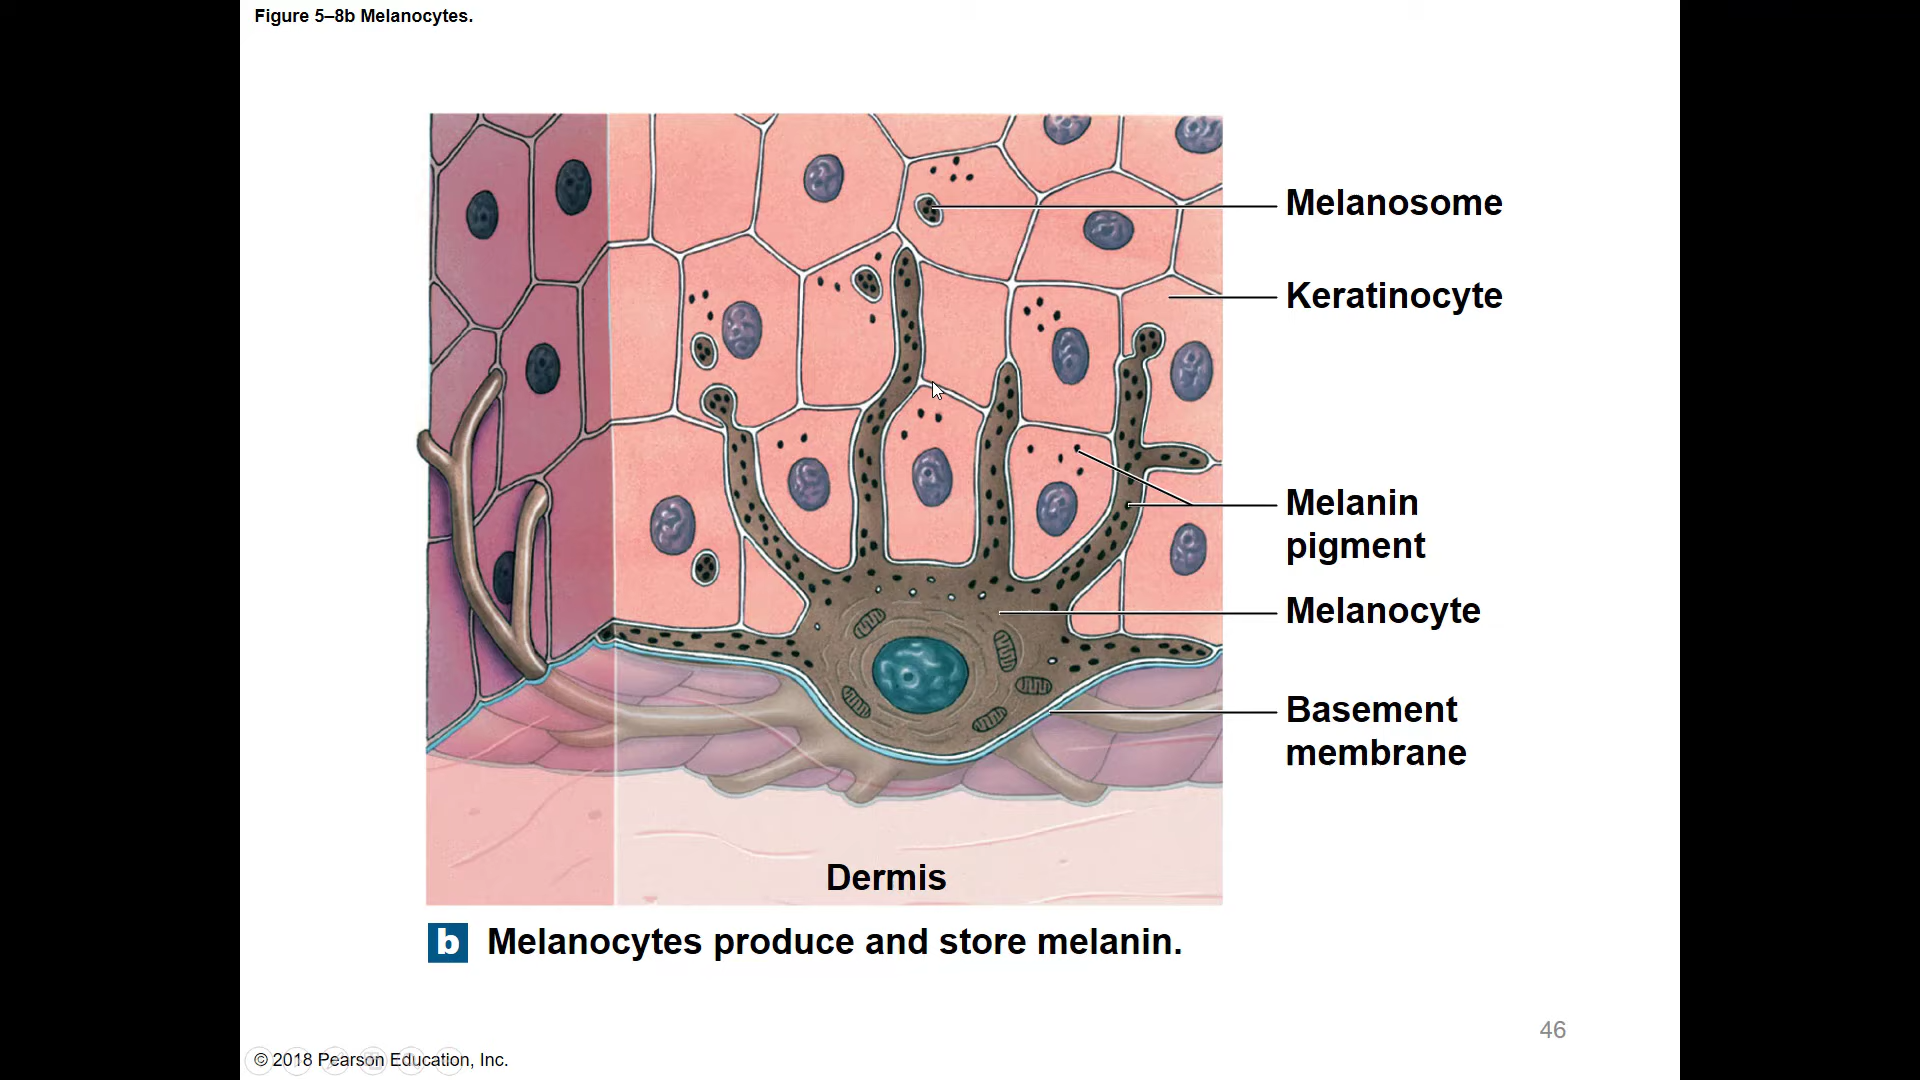 Figure 5–8b Melanocytes.
Melanosome
Keratinocyte
Melanin
pigment
Melanocyte
Basement
membrane
Dermis
b Melanocytes produce and store melanin.
46
© 2018 Pearson Education, Inc.